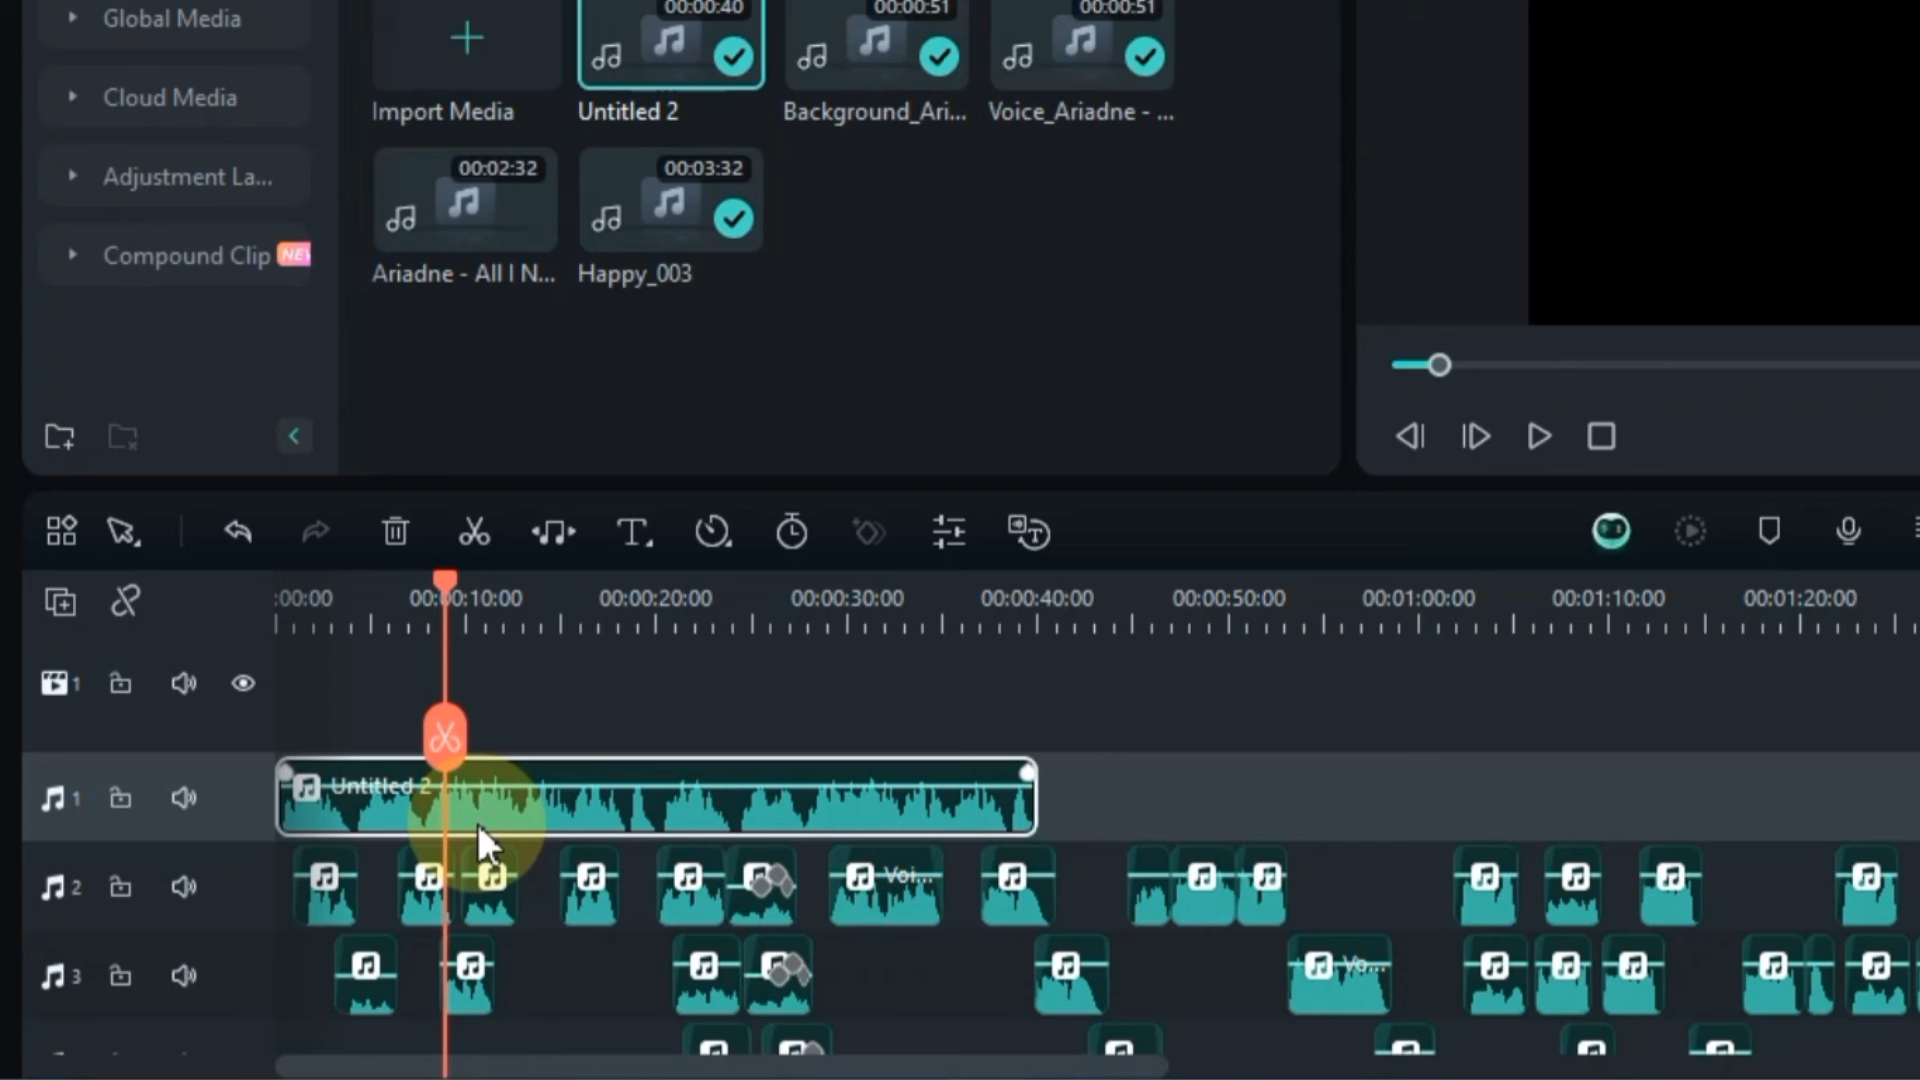 Global Media
Cloud Media
Adjustment La...
Compound Clip
00:00:40
00:00:51
00:00:51
Import Media
Untitled 2
Background_Ari...
Voice_Ariadne - ...
00:02:32
00:03:32
Ariadne - All I N...
Happy_003
:00:00
00:00:10:00
00:00:20:00
00:00:30:00
00:00:40:00
00:00:50:00
00:01:00:00
00:01:10:00
00:01:20:00
1
1
Untitled 2
2
Voi...
3
Vo...